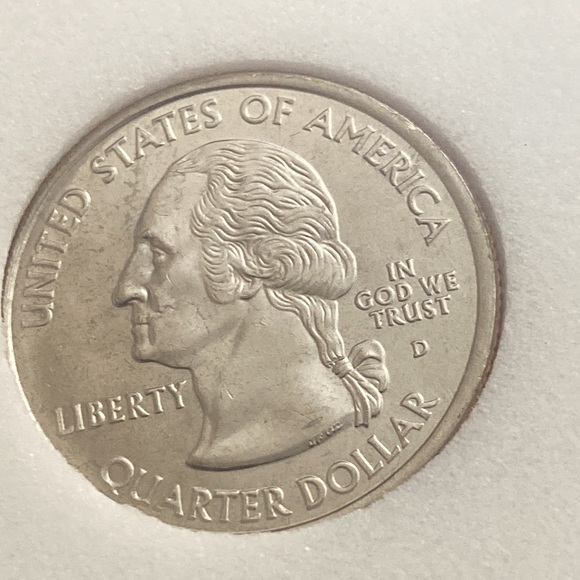 UNITED STATES OF AMERICA
IN
GOD WE
TRUST
D
LIBERTY
QUARTER DOLLAR